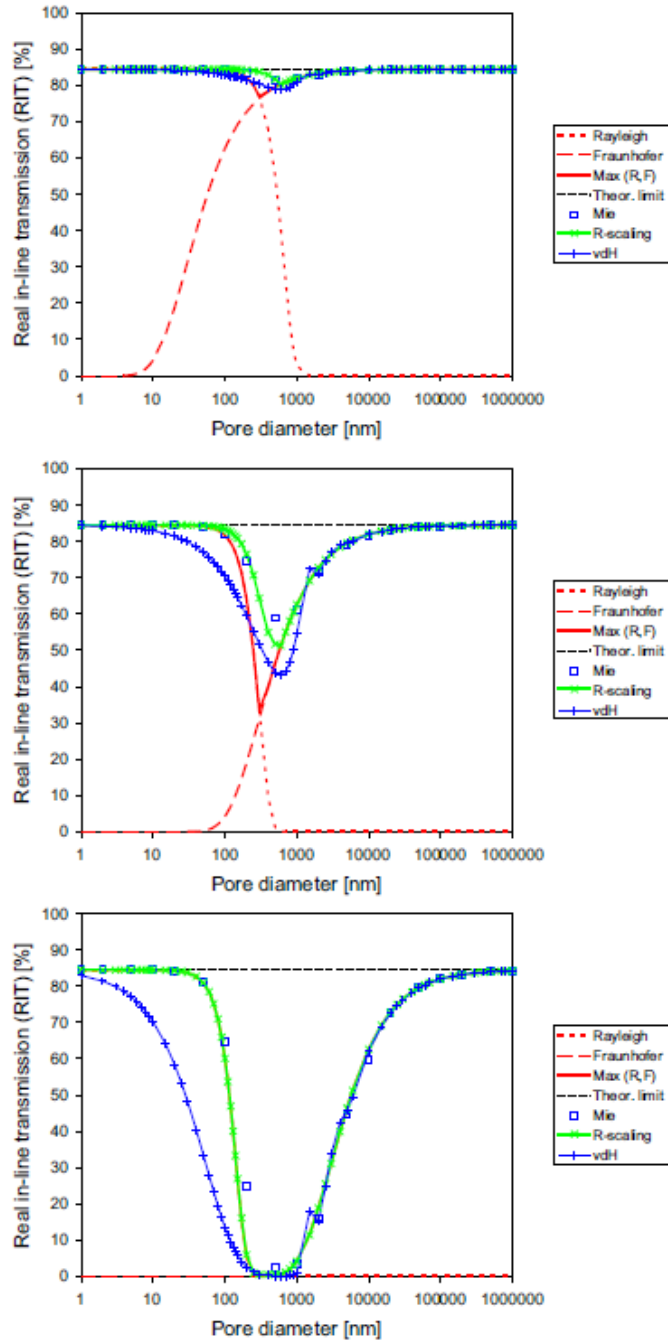 100
90
80
70
60
50
40
30
20
10
0
Real in-line transmission (RIT) [%]
1 10 100 1000 10000 100000 1000000
Pore diameter [nm]
Rayleigh
Fraunhofer
Max (R,F)
Theor. limit
Mie
R-scaling
vdH
100
90
80
70
60
50
40
30
20
10
0
Real in-line transmission (RIT) [%]
1 10 100 1000 10000 100000 1000000
Pore diameter [nm]
Rayleigh
Fraunhofer
Max (R,F)
Theor. limit
Mie
R-scaling
vdH
100
90
80
70
60
50
40
30
20
10
0
Real in-line transmission (RIT) [%]
1 10 100 1000 10000 100000 1000000
Pore diameter [nm]
Rayleigh
Fraunhofer
Max (R,F)
Theor. limit
Mie
R-scaling
vdH